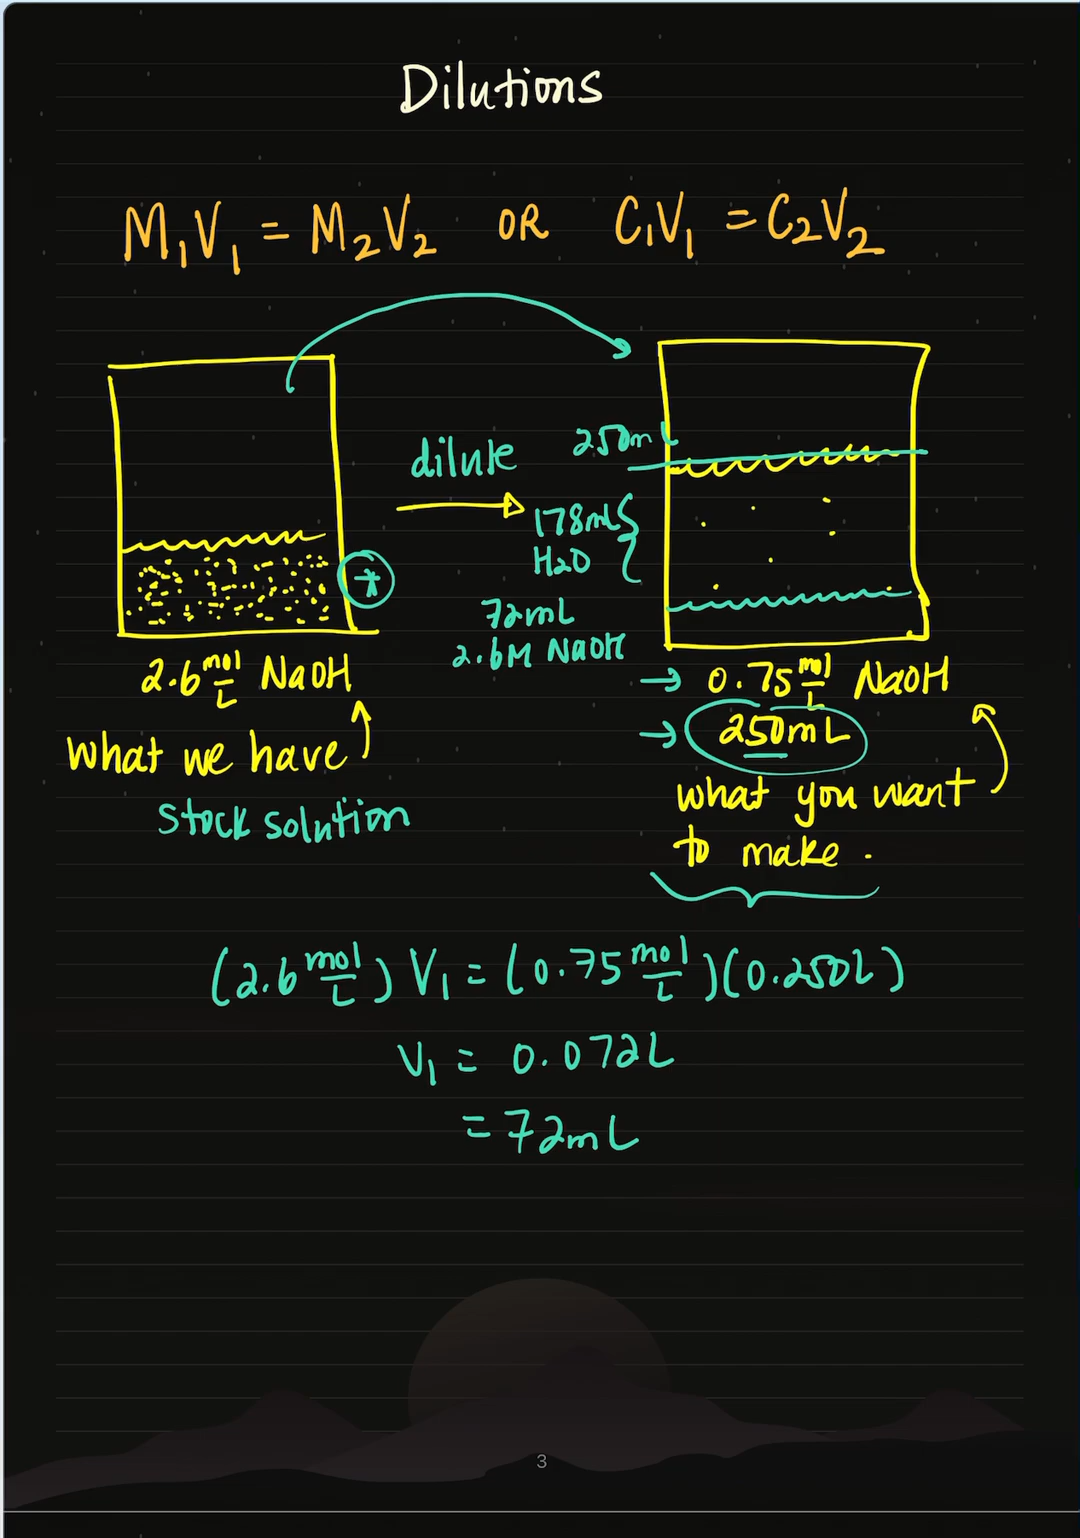 Dilutions
M₁V₁ = M₂V₂ OR C₁V₁ = C₂V₂
dilute
250mL
178mL
H2O
72mL
2.6M NaOH
2.6 mol/L NaOH
what we have
stock solution
→ 0.75 mol/L NaOH
→ 250mL
what you want
to make.
(2.6 mol/L) V₁ = (0.75 mol/L)(0.250L)
V₁ = 0.072L
= 72mL
3